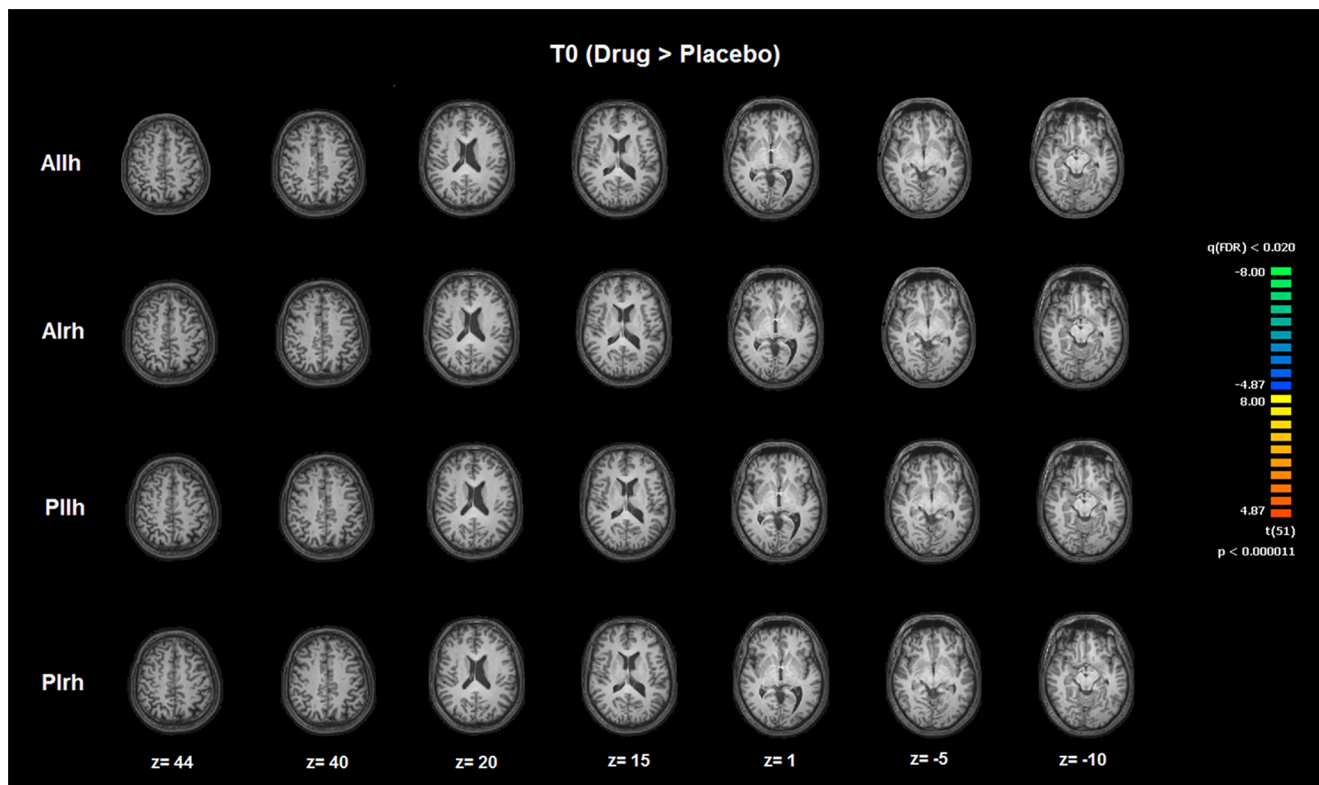 T0 (Drug > Placebo)
AIlh
q(FDR) < 0.020
-8.00
AIrh
-4.87
8.00
PIlh
4.87
t(51)
p < 0.000011
PIrh
z= 44 z= 40 z= 20 z= 15 z= 1 z= -5 z= -10